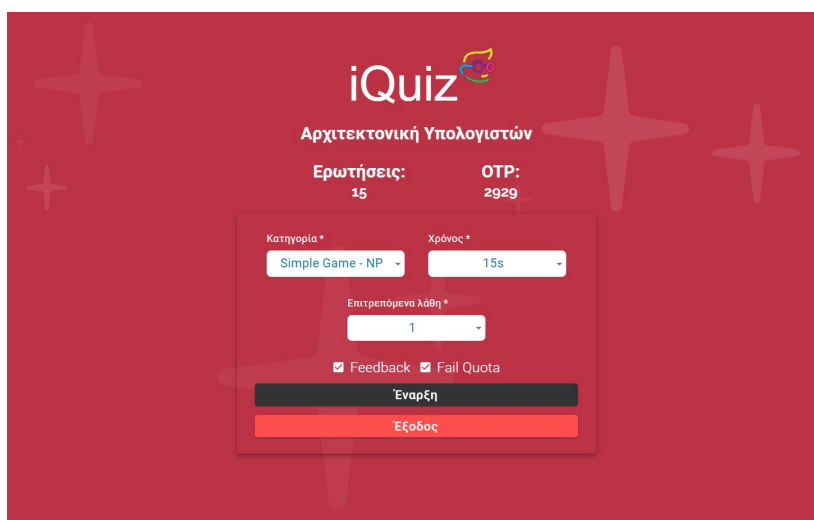 iQuiz
Αρχιτεκτονική Υπολογιστών
Ερωτήσεις: OTP:
15 2929
Κατηγορία * Χρόνος *
Simple Game - NP 15s
Επιτρεπόμενα λάθη *
1
Feedback Fail Quota
Έναρξη
Έξοδος